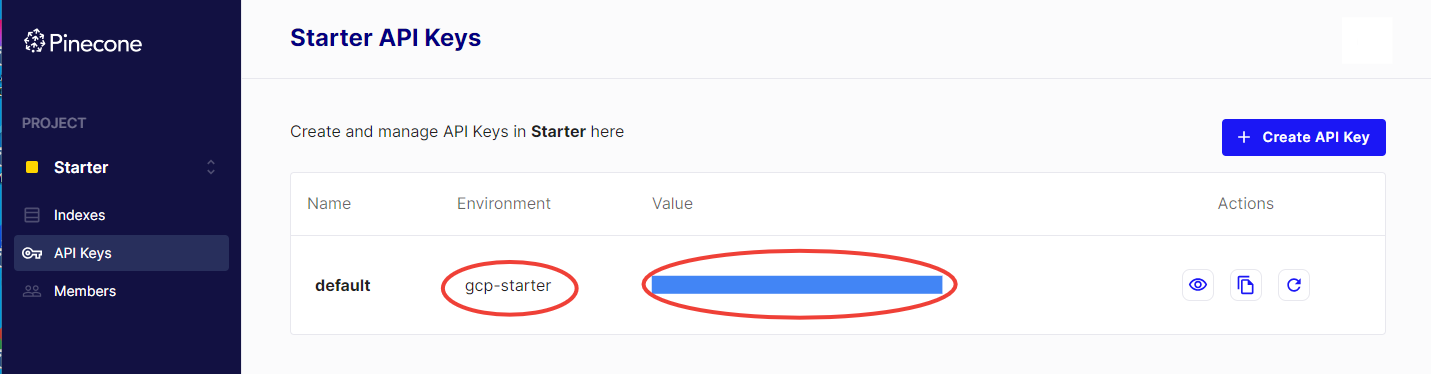 Pinecone
PROJECT
Starter
Indexes
API Keys
Members
Starter API Keys
Create and manage API Keys in Starter here
+ Create API Key
Name Environment Value Actions
default gcp-starter